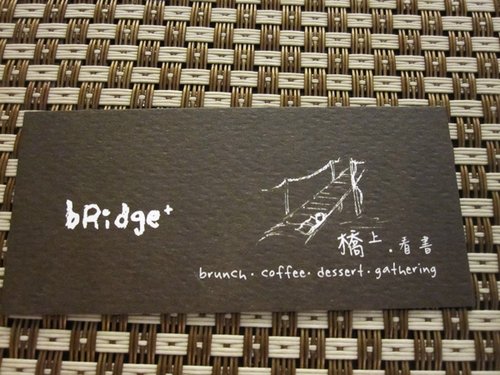 bRidge+
橋上.看書
brunch · coffee · dessert · gathering